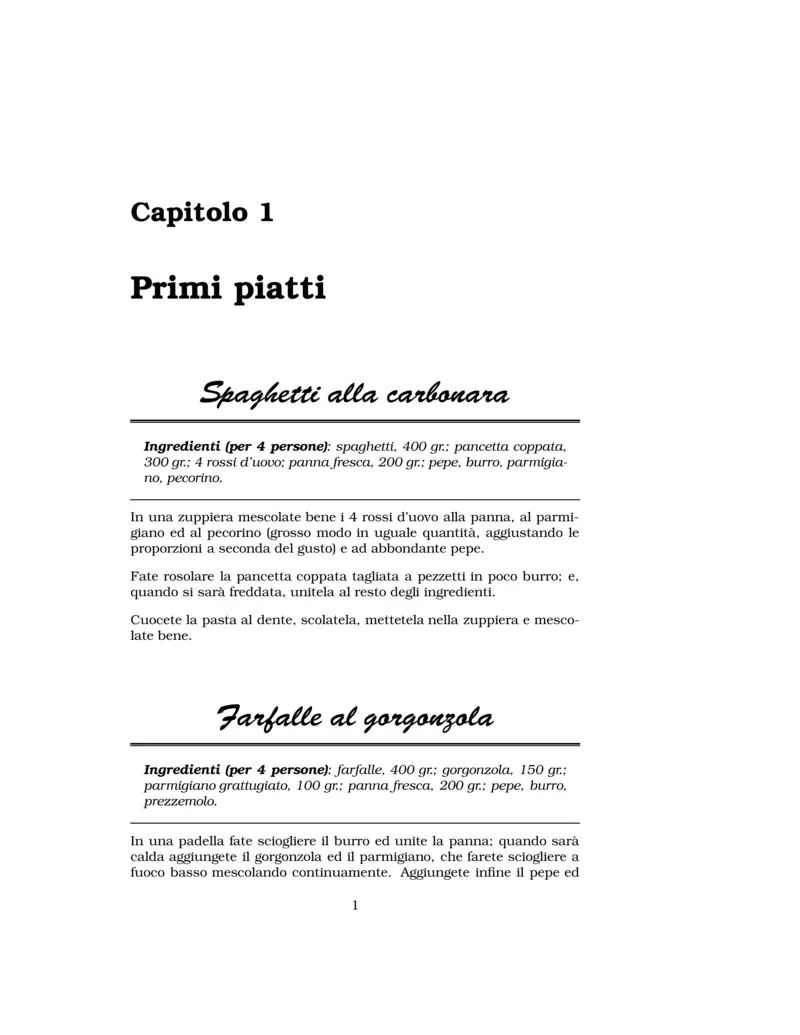 Capitolo 1
Primi piatti
Spaghetti alla carbonara
Ingredienti (per 4 persone): spaghetti, 400 gr.; pancetta coppata,
300 gr.; 4 rossi d'uovo; panna fresca, 200 gr.; pepe, burro, parmigia-
no, pecorino.
In una zuppiera mescolate bene i 4 rossi d'uovo alla panna, al parmi-
giano ed al pecorino (grosso modo in uguale quantità, aggiustando le
proporzioni a seconda del gusto) e ad abbondante pepe.
Fate rosolare la pancetta coppata tagliata a pezzetti in poco burro; e,
quando si sarà freddata, unitela al resto degli ingredienti.
Cuocete la pasta al dente, scolatela, mettetela nella zuppiera e mesco-
late bene.
Farfalle al gorgonzola
Ingredienti (per 4 persone): farfalle, 400 gr.; gorgonzola, 150 gr.;
parmigiano grattugiato, 100 gr.; panna fresca, 200 gr.; pepe, burro,
prezzemolo.
In una padella fate sciogliere il burro ed unite la panna; quando sarà
calda aggiungete il gorgonzola ed il parmigiano, che farete sciogliere a
fuoco basso mescolando continuamente. Aggiungete infine il pepe ed
1